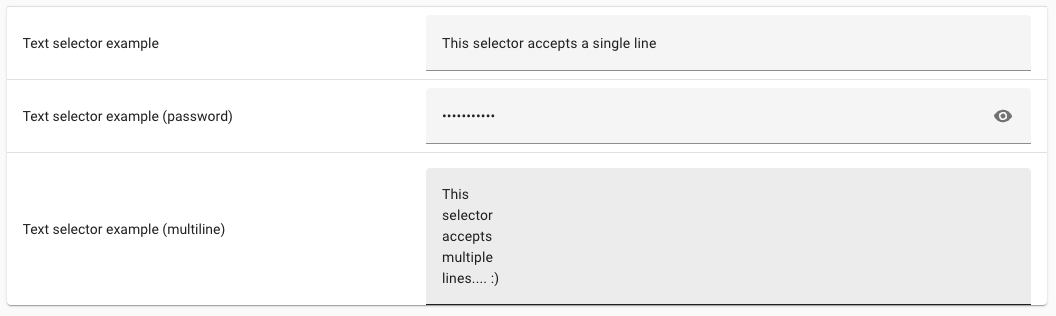 Text selector example
This selector accepts a single line
Text selector example (password)
•••••••••••
Text selector example (multiline)
This
selector
accepts
multiple
lines.... :)